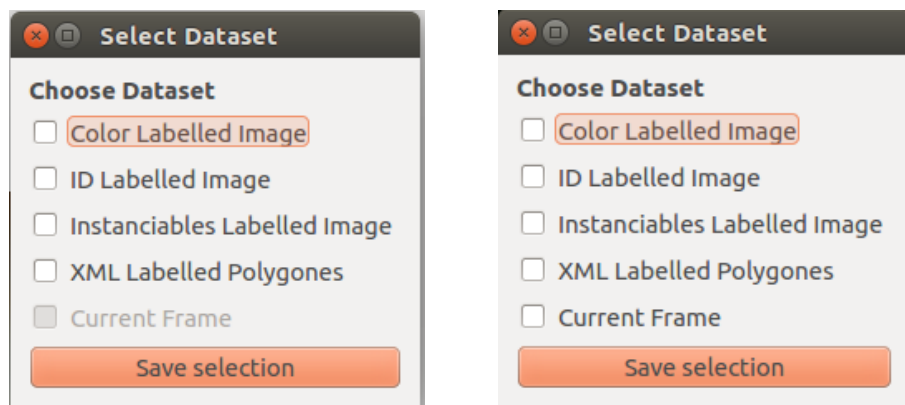 Select Dataset
Choose Dataset
Color Labelled Image
ID Labelled Image
Instanciables Labelled Image
XML Labelled Polygones
Current Frame
Save selection
Select Dataset
Choose Dataset
Color Labelled Image
ID Labelled Image
Instanciables Labelled Image
XML Labelled Polygones
Current Frame
Save selection